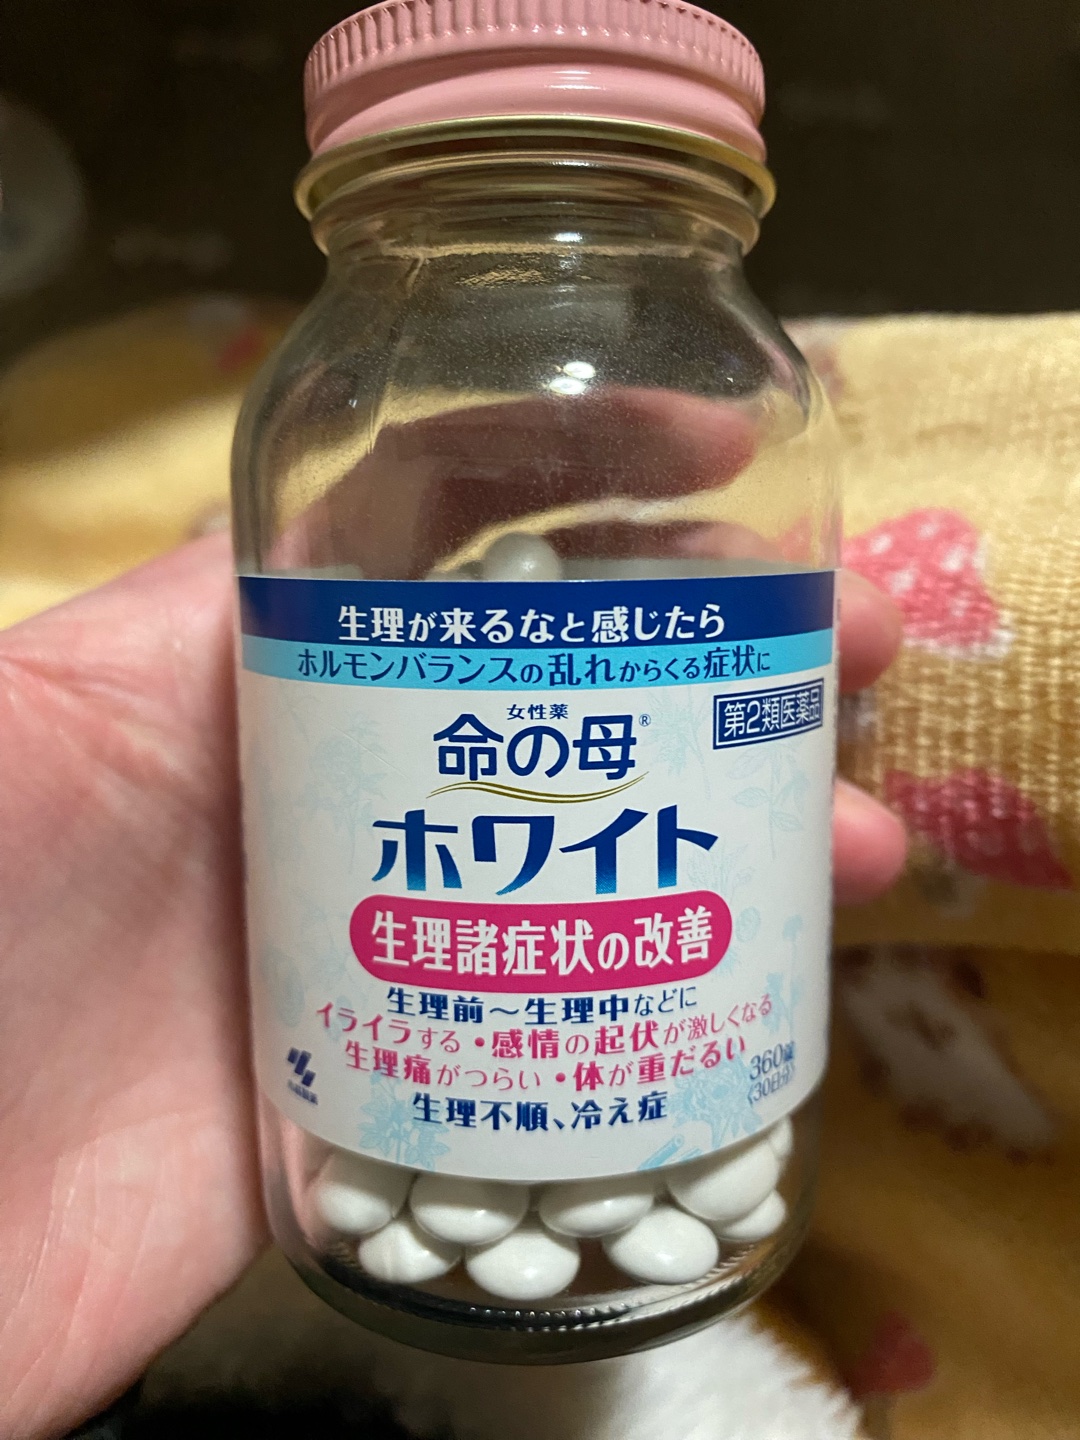 生理が来るなと感じたら
ホルモンバランスの乱れからくる症状に
第2類医薬品
女性薬
命の母®
ホワイト
生理諸症状の改善
生理前～生理中などに
イライラする・感情の起伏が激しくなる
生理痛がつらい・体が重だるい
生理不順、冷え症
360錠
〈30日分〉